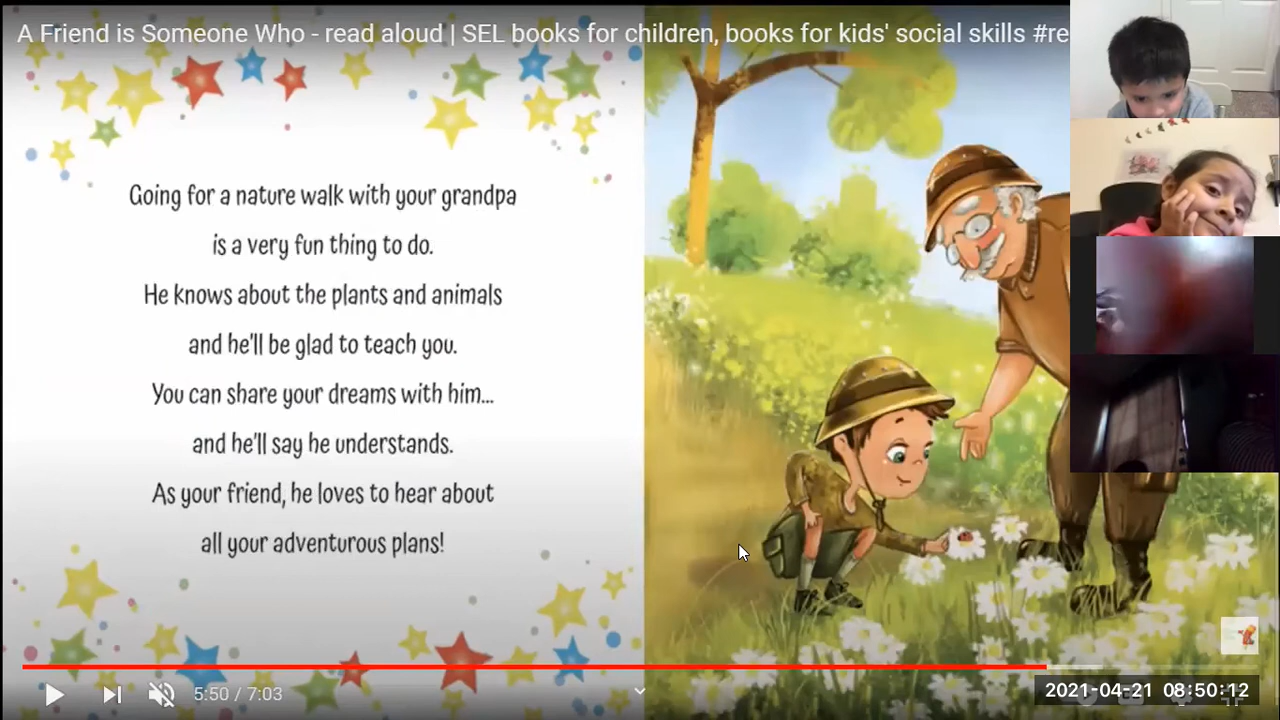 A Friend is Someone Who - read aloud | SEL books for children, books for kids' social skills #re
Going for a nature walk with your grandpa
is a very fun thing to do.
He knows about the plants and animals
and he'll be glad to teach you.
You can share your dreams with him...
and he'll say he understands.
As your friend, he loves to hear about
all your adventurous plans!
5:50 / 7:03
2021-04-21 08:50:12